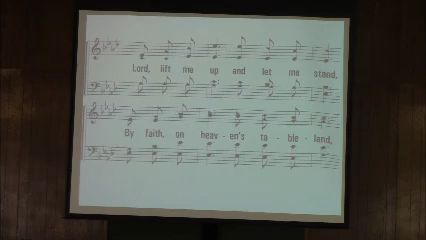 Lord, lift me up and let me stand,
By faith, on heav - en's ta - ble - land,